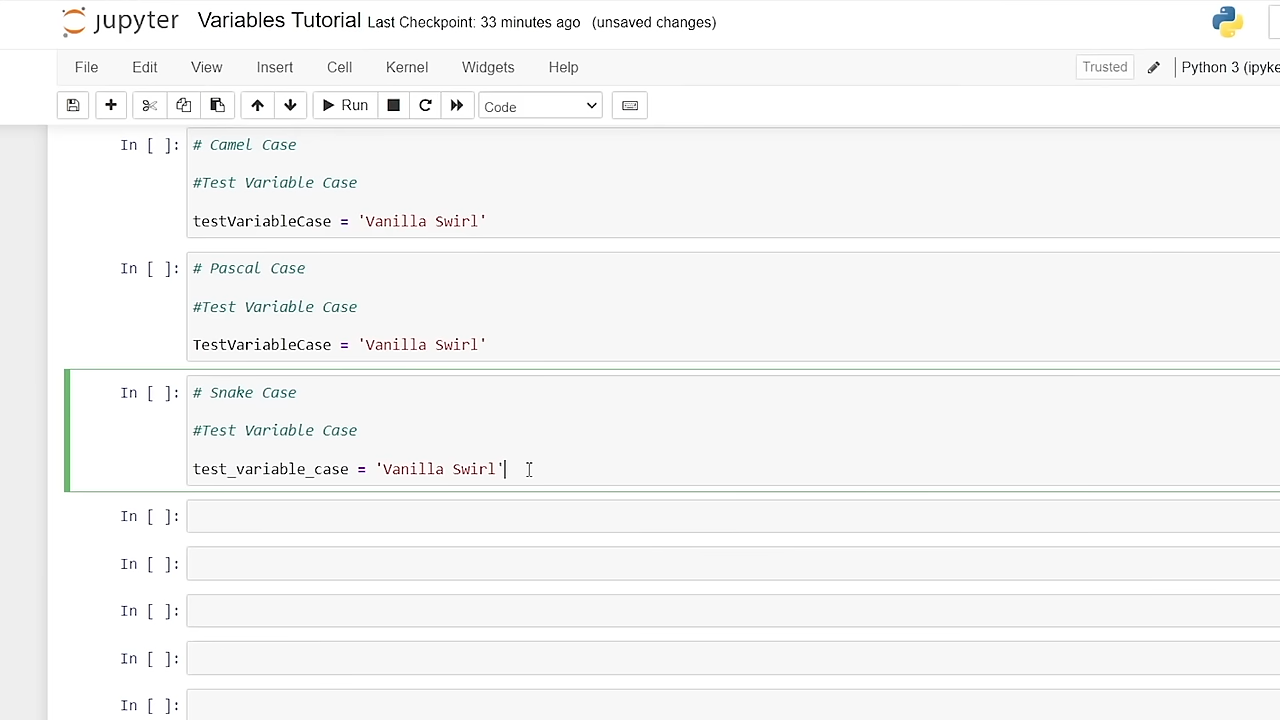 jupyter Variables Tutorial Last Checkpoint: 33 minutes ago (unsaved changes)
File Edit View Insert Cell Kernel Widgets Help Trusted Python 3 (ipyke
Run Code
In [ ]: # Camel Case
#Test Variable Case
testVariableCase = 'Vanilla Swirl'
In [ ]: # Pascal Case
#Test Variable Case
TestVariableCase = 'Vanilla Swirl'
In [ ]: # Snake Case
#Test Variable Case
test_variable_case = 'Vanilla Swirl'
In [ ]:
In [ ]:
In [ ]:
In [ ]:
In [ ]: